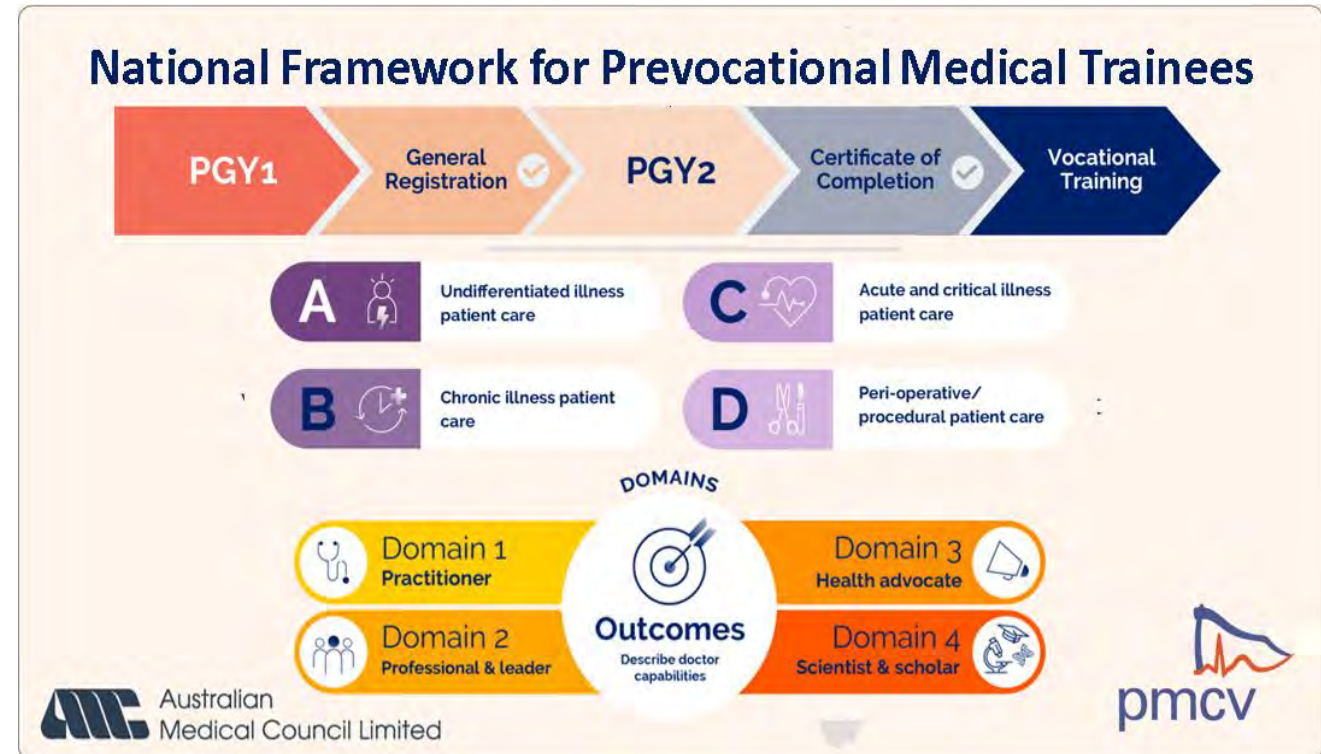 National Framework for Prevocational Medical Trainees
PGY1
General
Registration
PGY2
Certificate of
Completion
Vocational
Training
A
Undifferentiated illness
patient care
C
Acute and critical illness
patient care
B
Chronic illness patient
care
D
Peri-operative/
procedural patient care
DOMAINS
Domain 1
Practitioner
Domain 2
Professional & leader
Outcomes
Describe doctor
capabilities
Domain 3
Health advocate
Domain 4
Scientist & scholar
amc
Australian
Medical Council Limited
pmcv